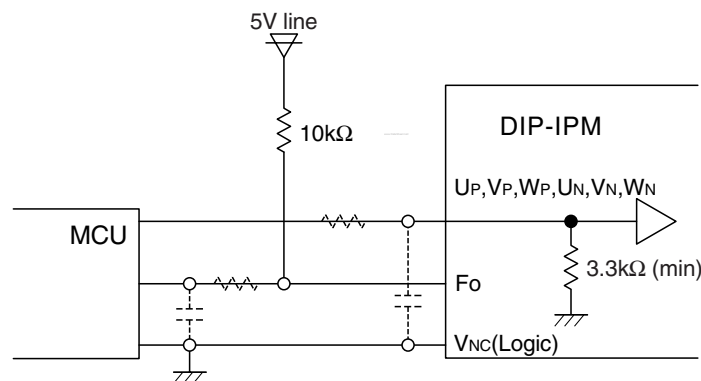 5V line
10kΩ
DIP-IPM
UP,VP,WP,UN,VN,WN
MCU
3.3kΩ (min)
Fo
VNC(Logic)